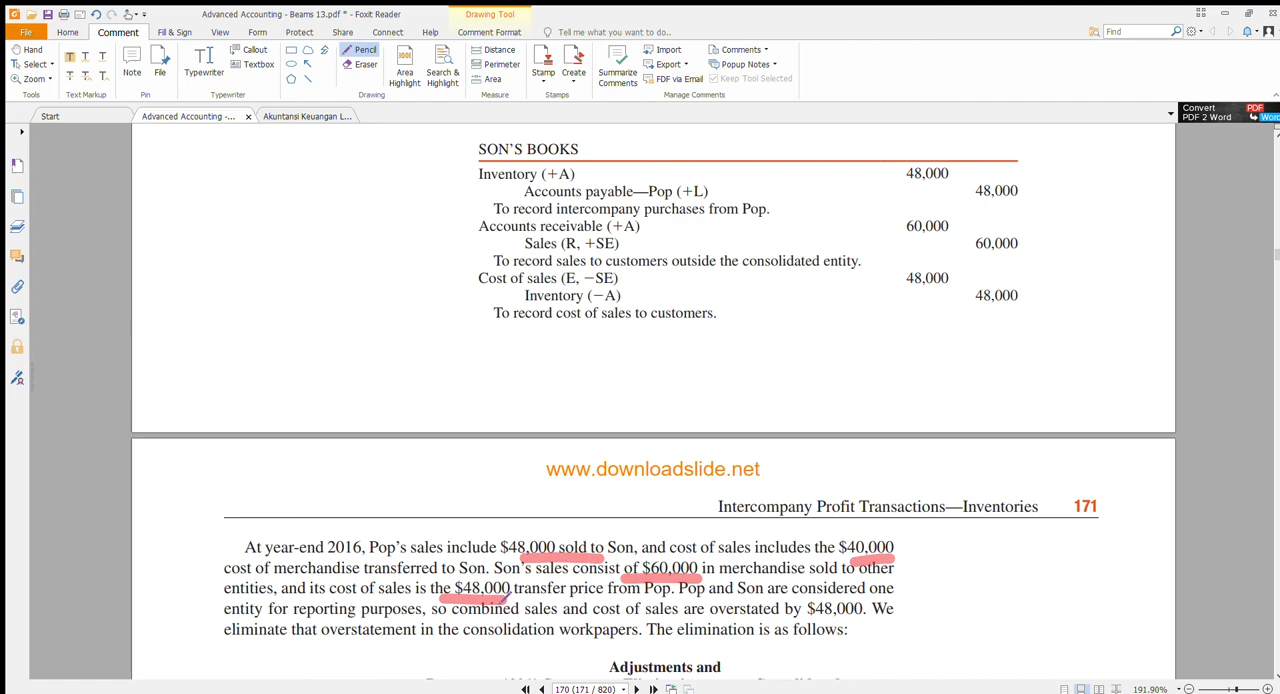 Advanced Accounting - Beams 13.pdf * - Foxit Reader
Drawing Tool
File Home Comment Fill & Sign View Form Protect Share Connect Help Comment Format Tell me what you want to do.. Find
Hand
Select
Zoom
Tools
Text Markup
Note
File
Pin
Typewriter
Callout
Textbox
Typewriter
Pencil
Eraser
Drawing
Area Highlight
Search & Highlight
Distance
Perimeter
Area
Measure
Stamp
Create
Stamps
Summarize Comments
Import
Export
FDF via Email
Comments
Popup Notes
Keep Tool Selected
Manage Comments
Start Advanced Accounting -... Akuntansi Keuangan L...
Convert PDF
PDF 2 Word Word
SON'S BOOKS
Inventory (+A) 48,000
Accounts payable—Pop (+L) 48,000
To record intercompany purchases from Pop.
Accounts receivable (+A) 60,000
Sales (R, +SE) 60,000
To record sales to customers outside the consolidated entity.
Cost of sales (E, −SE) 48,000
Inventory (−A) 48,000
To record cost of sales to customers.
www.downloadslide.net
Intercompany Profit Transactions—Inventories 171
At year-end 2016, Pop's sales include $48,000 sold to Son, and cost of sales includes the $40,000
cost of merchandise transferred to Son. Son's sales consist of $60,000 in merchandise sold to other
entities, and its cost of sales is the $48,000 transfer price from Pop. Pop and Son are considered one
entity for reporting purposes, so combined sales and cost of sales are overstated by $48,000. We
eliminate that overstatement in the consolidation workpapers. The elimination is as follows:
Adjustments and
170 (171 / 820) 191.90%